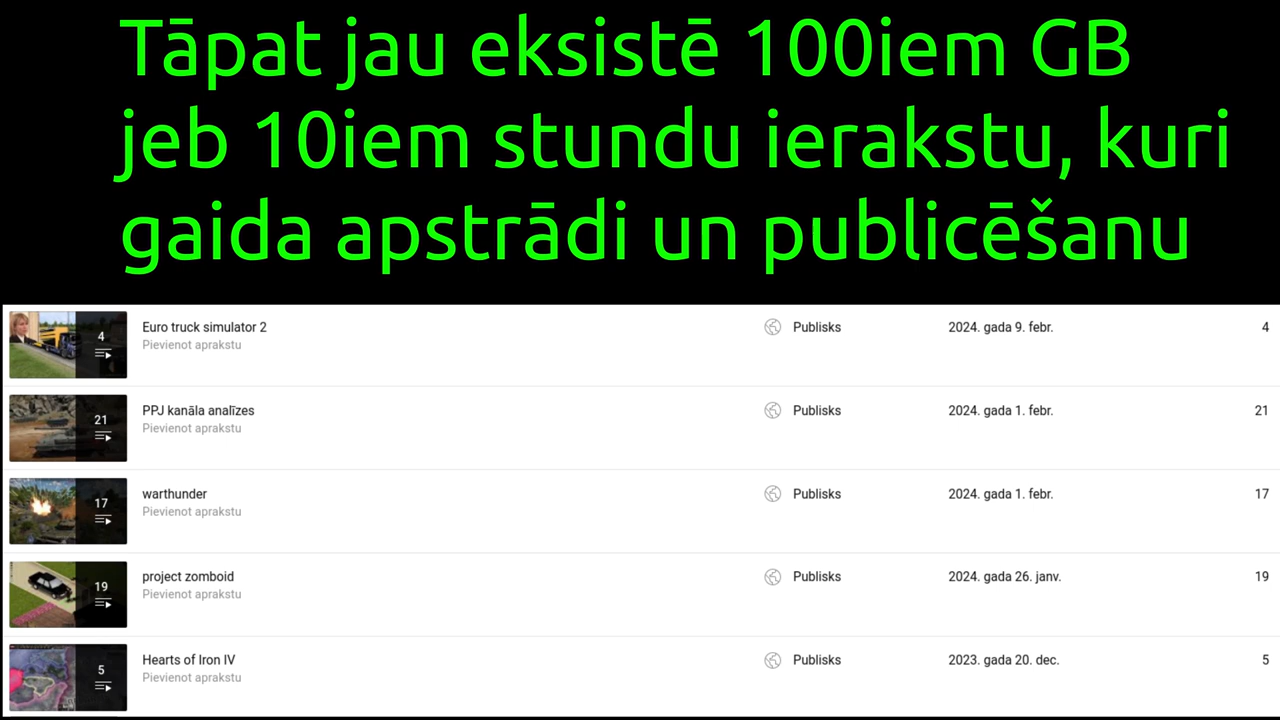 Tāpat jau eksistē 100iem GB
jeb 10iem stundu ierakstu, kuri
gaida apstrādi un publicēšanu
4 Euro truck simulator 2 Publisks 2024. gada 9. febr. 4
Pievienot aprakstu
21 PPJ kanāla analīzes Publisks 2024. gada 1. febr. 21
Pievienot aprakstu
17 warthunder Publisks 2024. gada 1. febr. 17
Pievienot aprakstu
19 project zomboid Publisks 2024. gada 26. janv. 19
Pievienot aprakstu
5 Hearts of Iron IV Publisks 2023. gada 20. dec. 5
Pievienot aprakstu